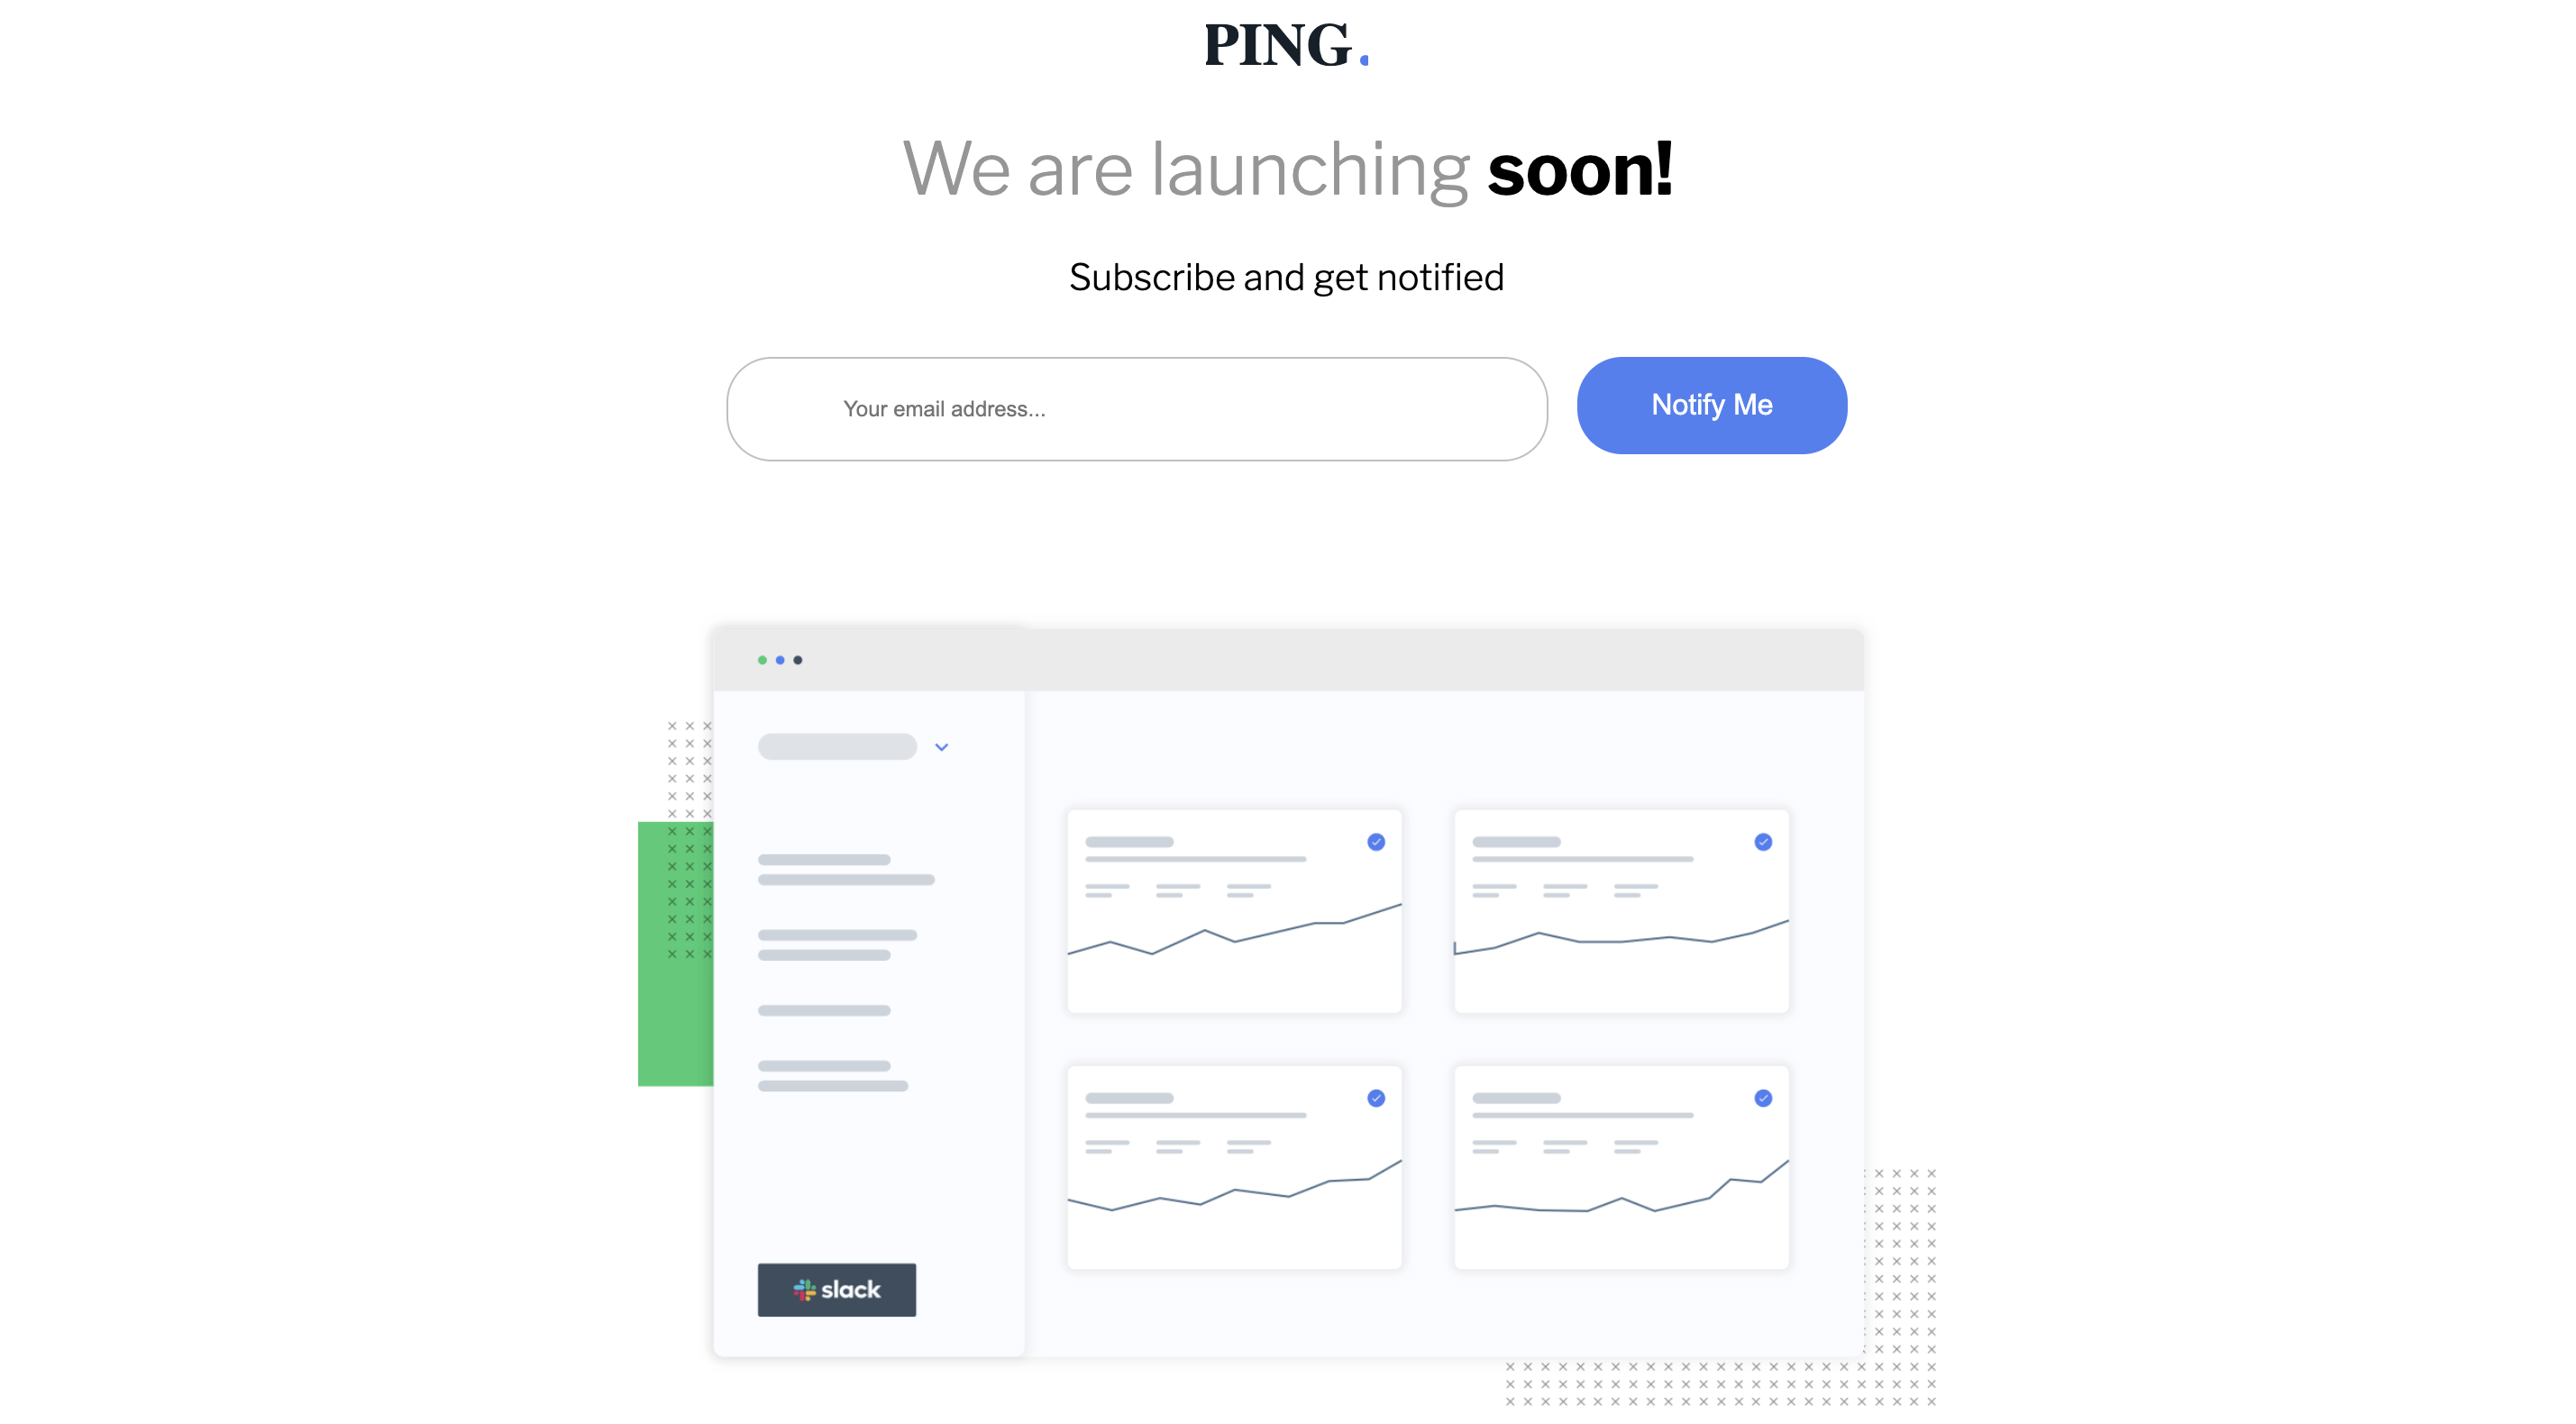 PING.
We are launching soon!
Subscribe and get notified
Your email address...
Notify Me
slack